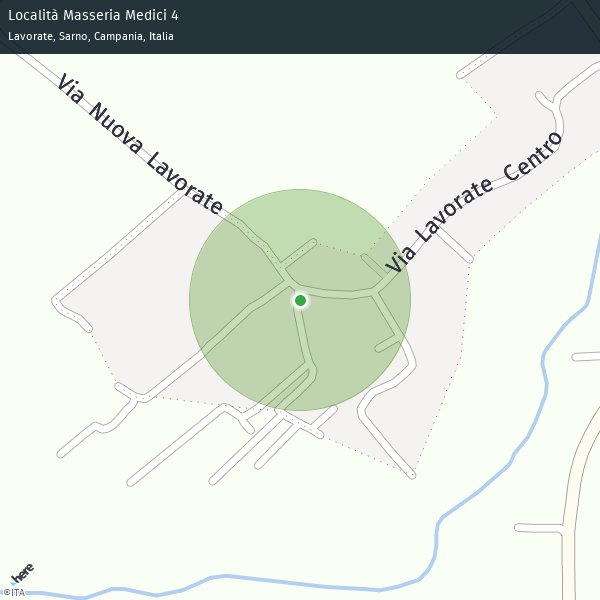 Località Masseria Medici 4
Lavorate, Sarno, Campania, Italia
Via Nuova Lavorate
Via Lavorate Centro
here
©ITA